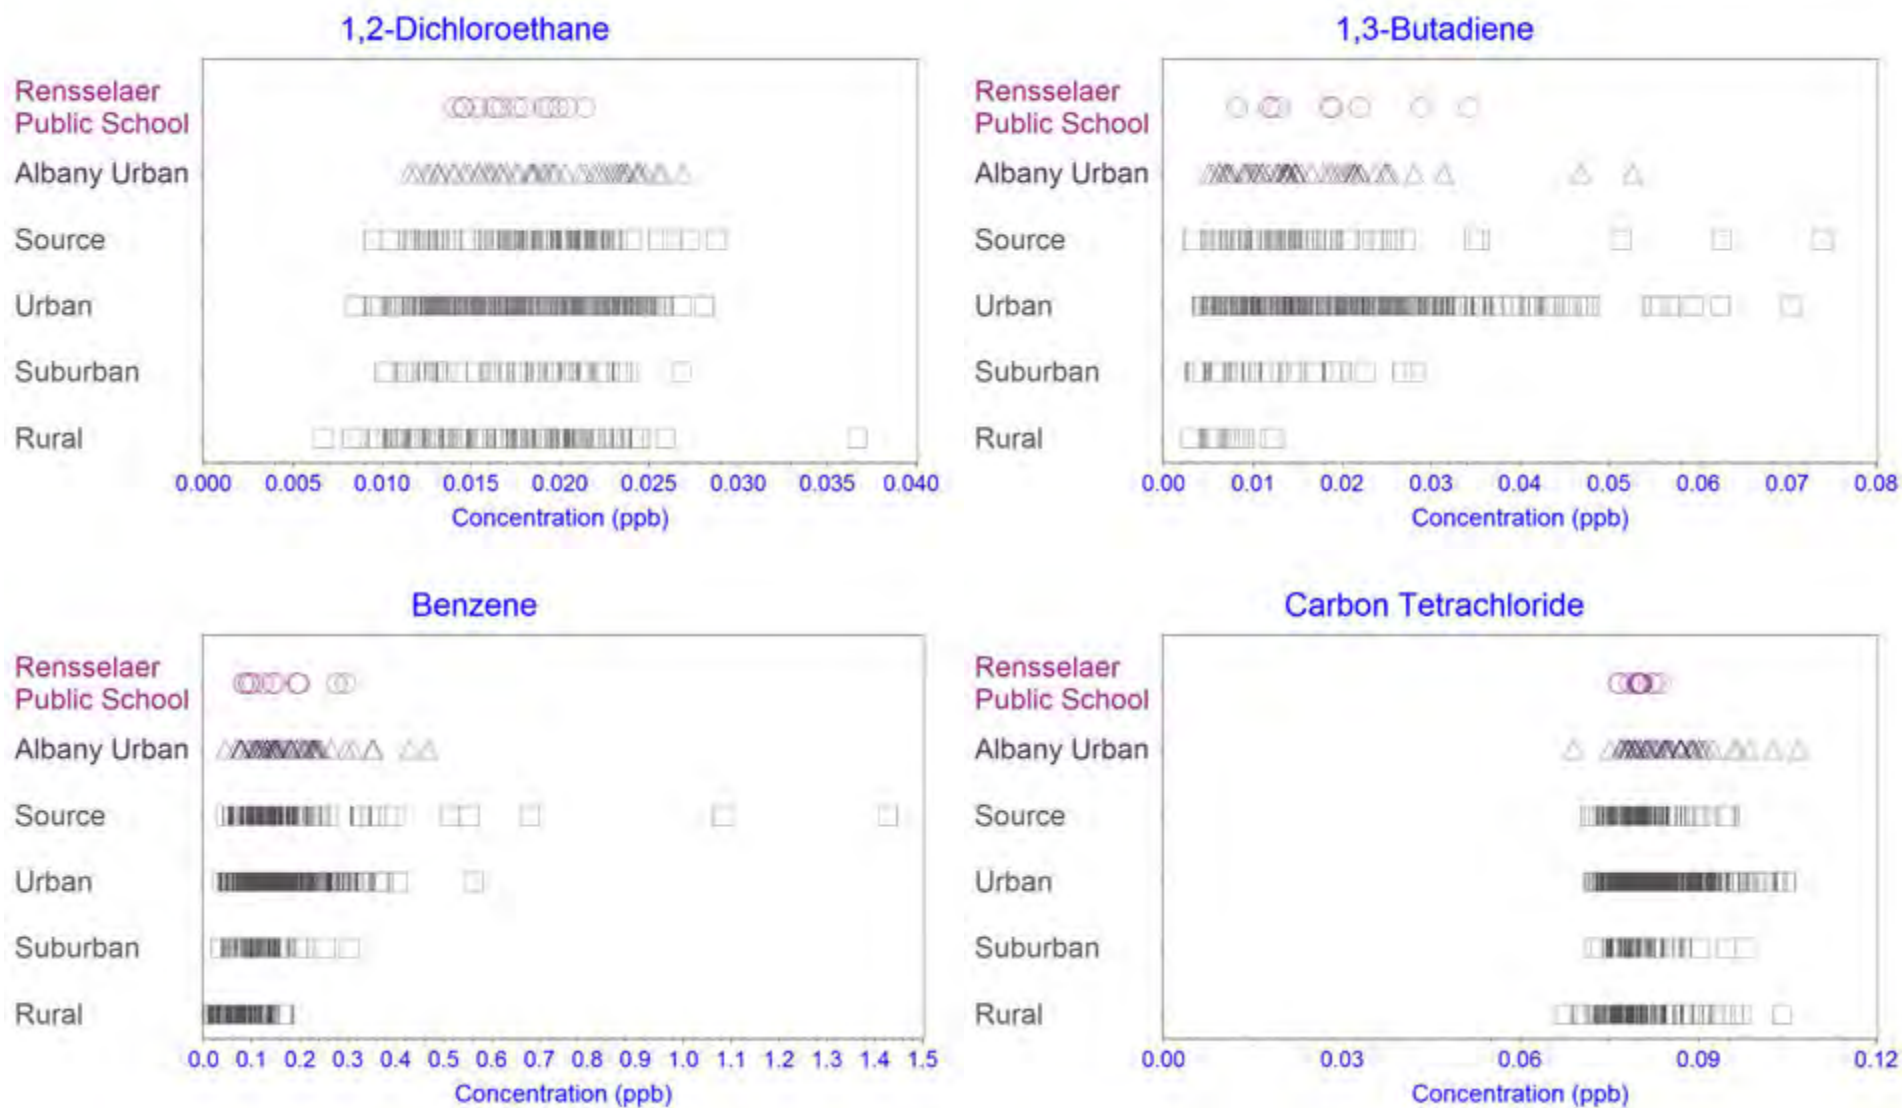 1,2-Dichloroethane
Rensselaer
Public School
Albany Urban
Source
Urban
Suburban
Rural
0.000 0.005 0.010 0.015 0.020 0.025 0.030 0.035 0.040
Concentration (ppb)
1,3-Butadiene
Rensselaer
Public School
Albany Urban
Source
Urban
Suburban
Rural
0.00 0.01 0.02 0.03 0.04 0.05 0.06 0.07 0.08
Concentration (ppb)
Benzene
Rensselaer
Public School
Albany Urban
Source
Urban
Suburban
Rural
0.0 0.1 0.2 0.3 0.4 0.5 0.6 0.7 0.8 0.9 1.0 1.1 1.2 1.3 1.4 1.5
Concentration (ppb)
Carbon Tetrachloride
Rensselaer
Public School
Albany Urban
Source
Urban
Suburban
Rural
0.00 0.03 0.06 0.09 0.12
Concentration (ppb)